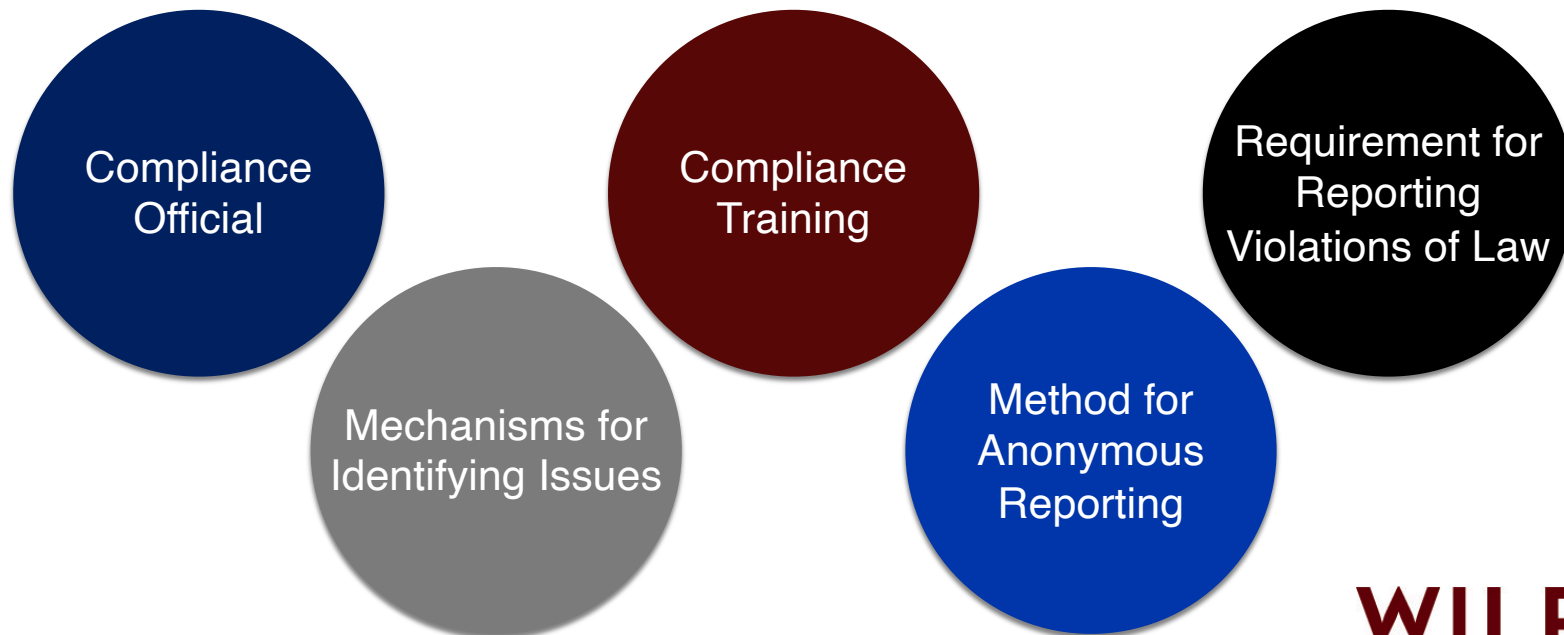 Compliance
Official
Mechanisms for
Identifying Issues
Compliance
Training
Method for
Anonymous
Reporting
Requirement for
Reporting
Violations of Law